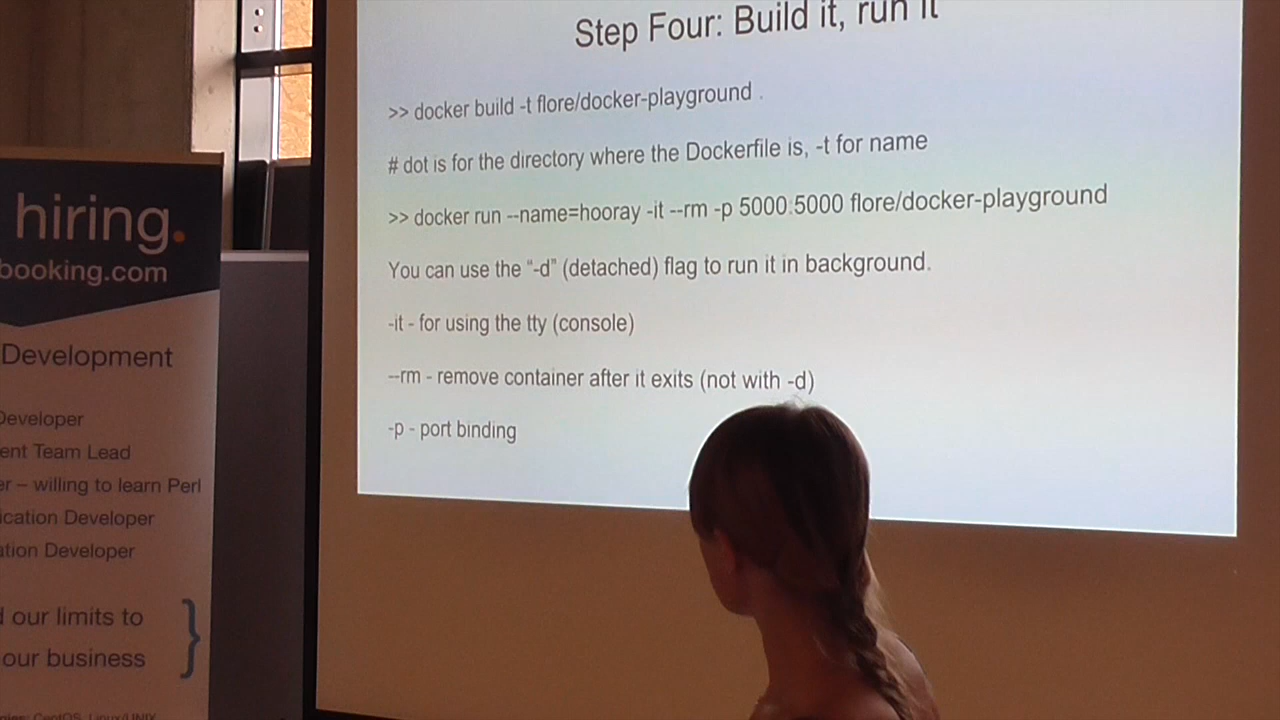 Step Four: Build it, run it
>> docker build -t flore/docker-playground .
# dot is for the directory where the Dockerfile is, -t for name
>> docker run --name=hooray -it --rm -p 5000:5000 flore/docker-playground
You can use the “-d” (detached) flag to run it in background.
-it - for using the tty (console)
--rm - remove container after it exits (not with -d)
-p - port binding
hiring.
booking.com
Development
Developer
ent Team Lead
er – willing to learn Perl
ication Developer
ation Developer
our limits to
our business }
CentOS, Linux/UNIX